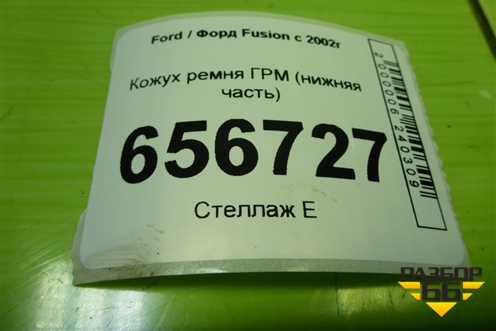 Ford / Форд Fusion с 2002г
Кожух ремня ГРМ (нижняя
часть)
656727
Стеллаж Е
2000006240309
РАЗБОР
66